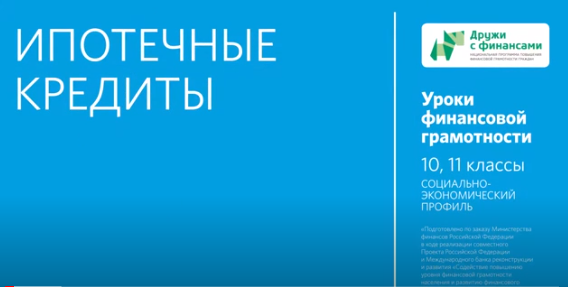 ИПОТЕЧНЫЕ
КРЕДИТЫ
Дружи
с финансами
НАЦИОНАЛЬНАЯ ПРОГРАММА ПОВЫШЕНИЯ
ФИНАНСОВОЙ ГРАМОТНОСТИ ГРАЖДАН
Уроки
финансовой
грамотности
10, 11 классы
СОЦИАЛЬНО-
ЭКОНОМИЧЕСКИЙ
ПРОФИЛЬ
«Подготовлено по заказу Министерства
финансов Российской Федерации
в ходе реализации совместного
Проекта Российской Федерации
и Международного банка реконструкции
и развития «Содействие повышению
уровня финансовой грамотности
населения и развитию финансового